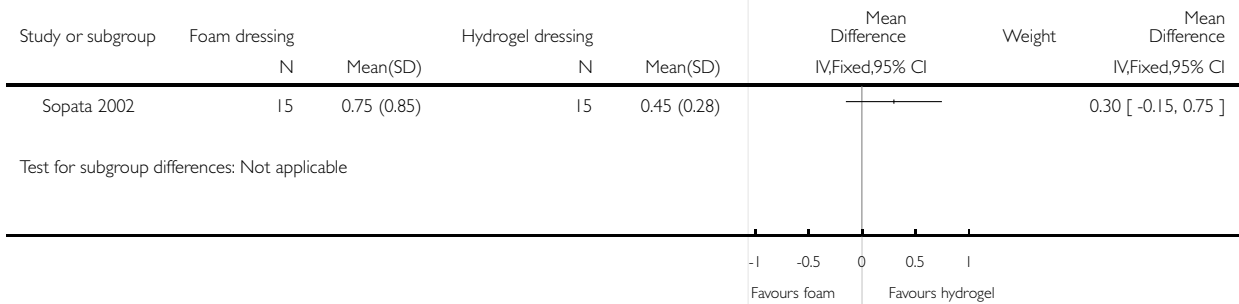 Study or subgroup Foam dressing Hydrogel dressing Mean Difference Weight Mean Difference
N Mean(SD) N Mean(SD) IV,Fixed,95% CI IV,Fixed,95% CI
Sopata 2002 15 0.75 (0.85) 15 0.45 (0.28) 0.30 [ -0.15, 0.75 ]
Test for subgroup differences: Not applicable
-1 -0.5 0 0.5 1
Favours foam Favours hydrogel